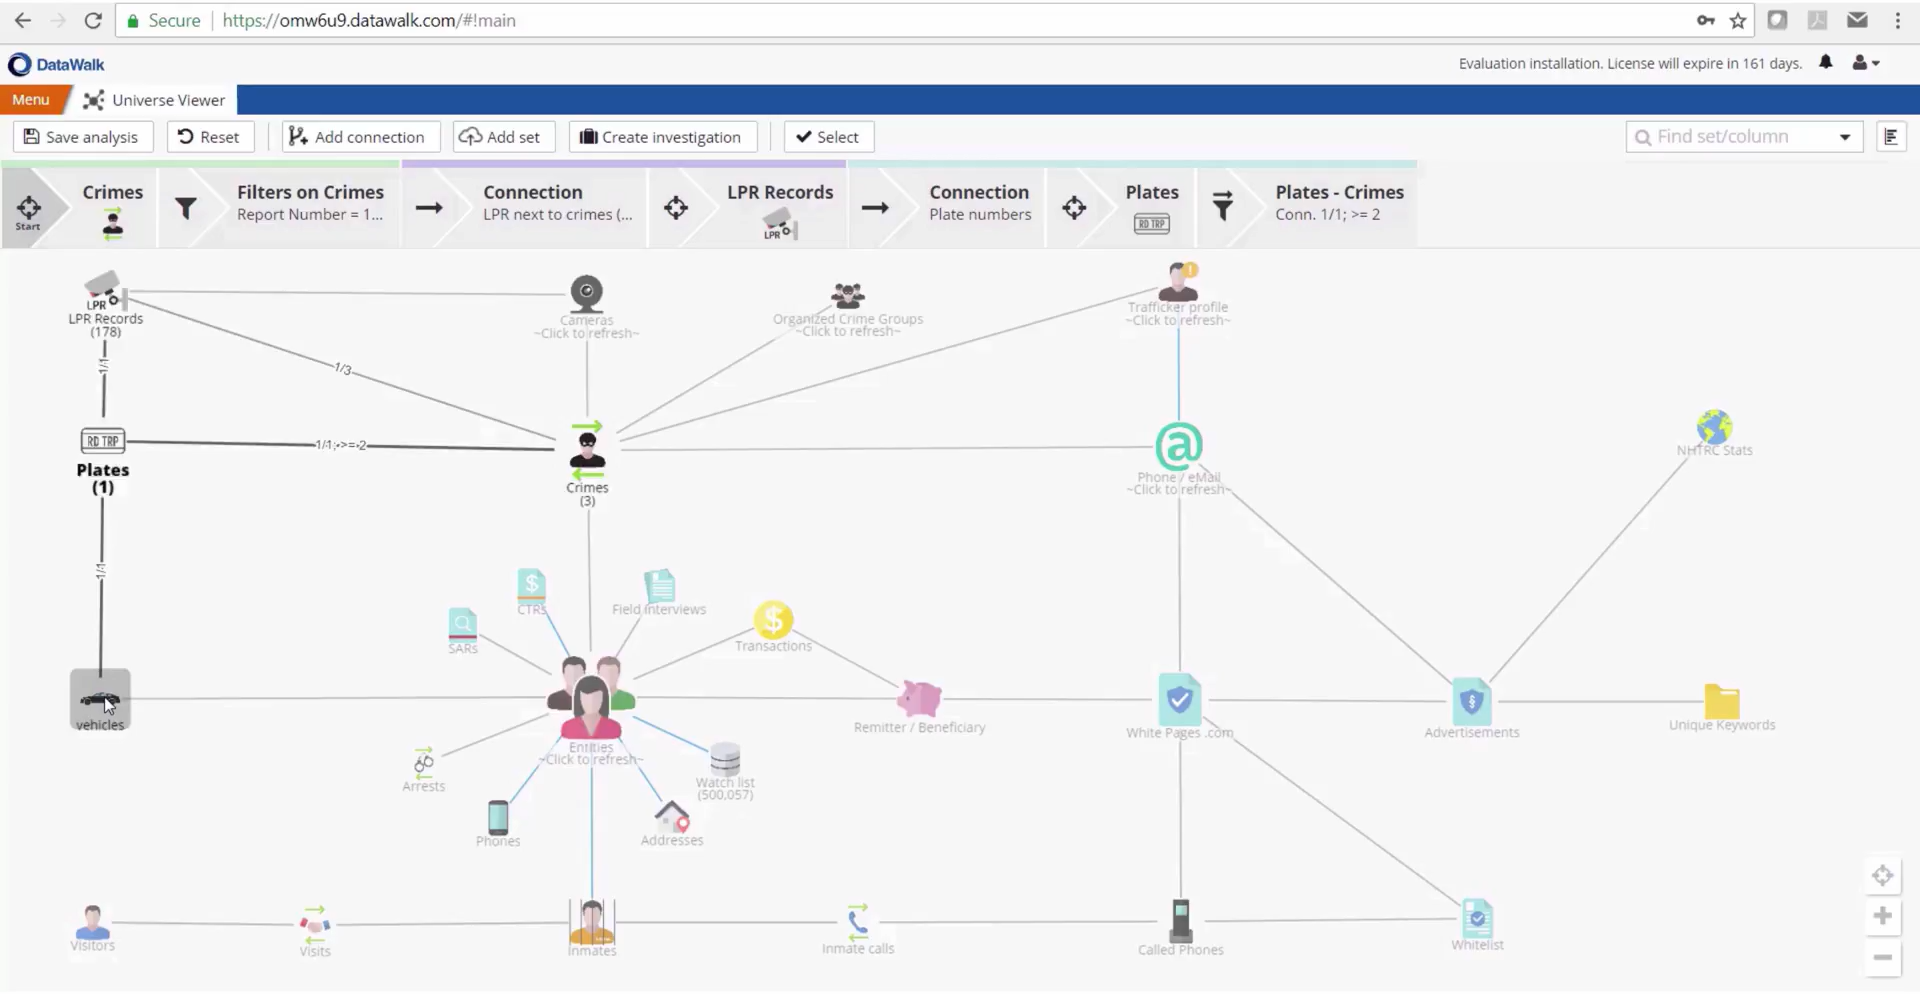 Secure
https://omw6u9.datawalk.com/#!main
DataWalk
Evaluation installation. License will expire in 161 days.
Menu
Universe Viewer
Save analysis
Reset
Add connection
Add set
Create investigation
Select
Find set/column
Start
Crimes
Filters on Crimes
Report Number = 1...
Connection
LPR next to crimes (...
LPR Records
LPR
Connection
Plate numbers
Plates
RD TRP
Plates - Crimes
Conn. 1/1; >= 2
LPR
LPR Records
(178)
Cameras
~Click to refresh~
Organized Crime Groups
~Click to refresh~
Trafficker profile
~Click to refresh~
1/1
1/3
RD TRP
Plates
(1)
1/1; >= 2
Crimes
(3)
@
Phone / eMail
~Click to refresh~
NHTRC Stats
1/1
CTRs
Field Interviews
SARs
Transactions
vehicles
Entities
~Click to refresh~
Remitter / Beneficiary
White Pages .com
Advertisements
Unique Keywords
Arrests
Watch list
(500,057)
Phones
Addresses
Visitors
Visits
Inmates
Inmate calls
Called Phones
Whitelist